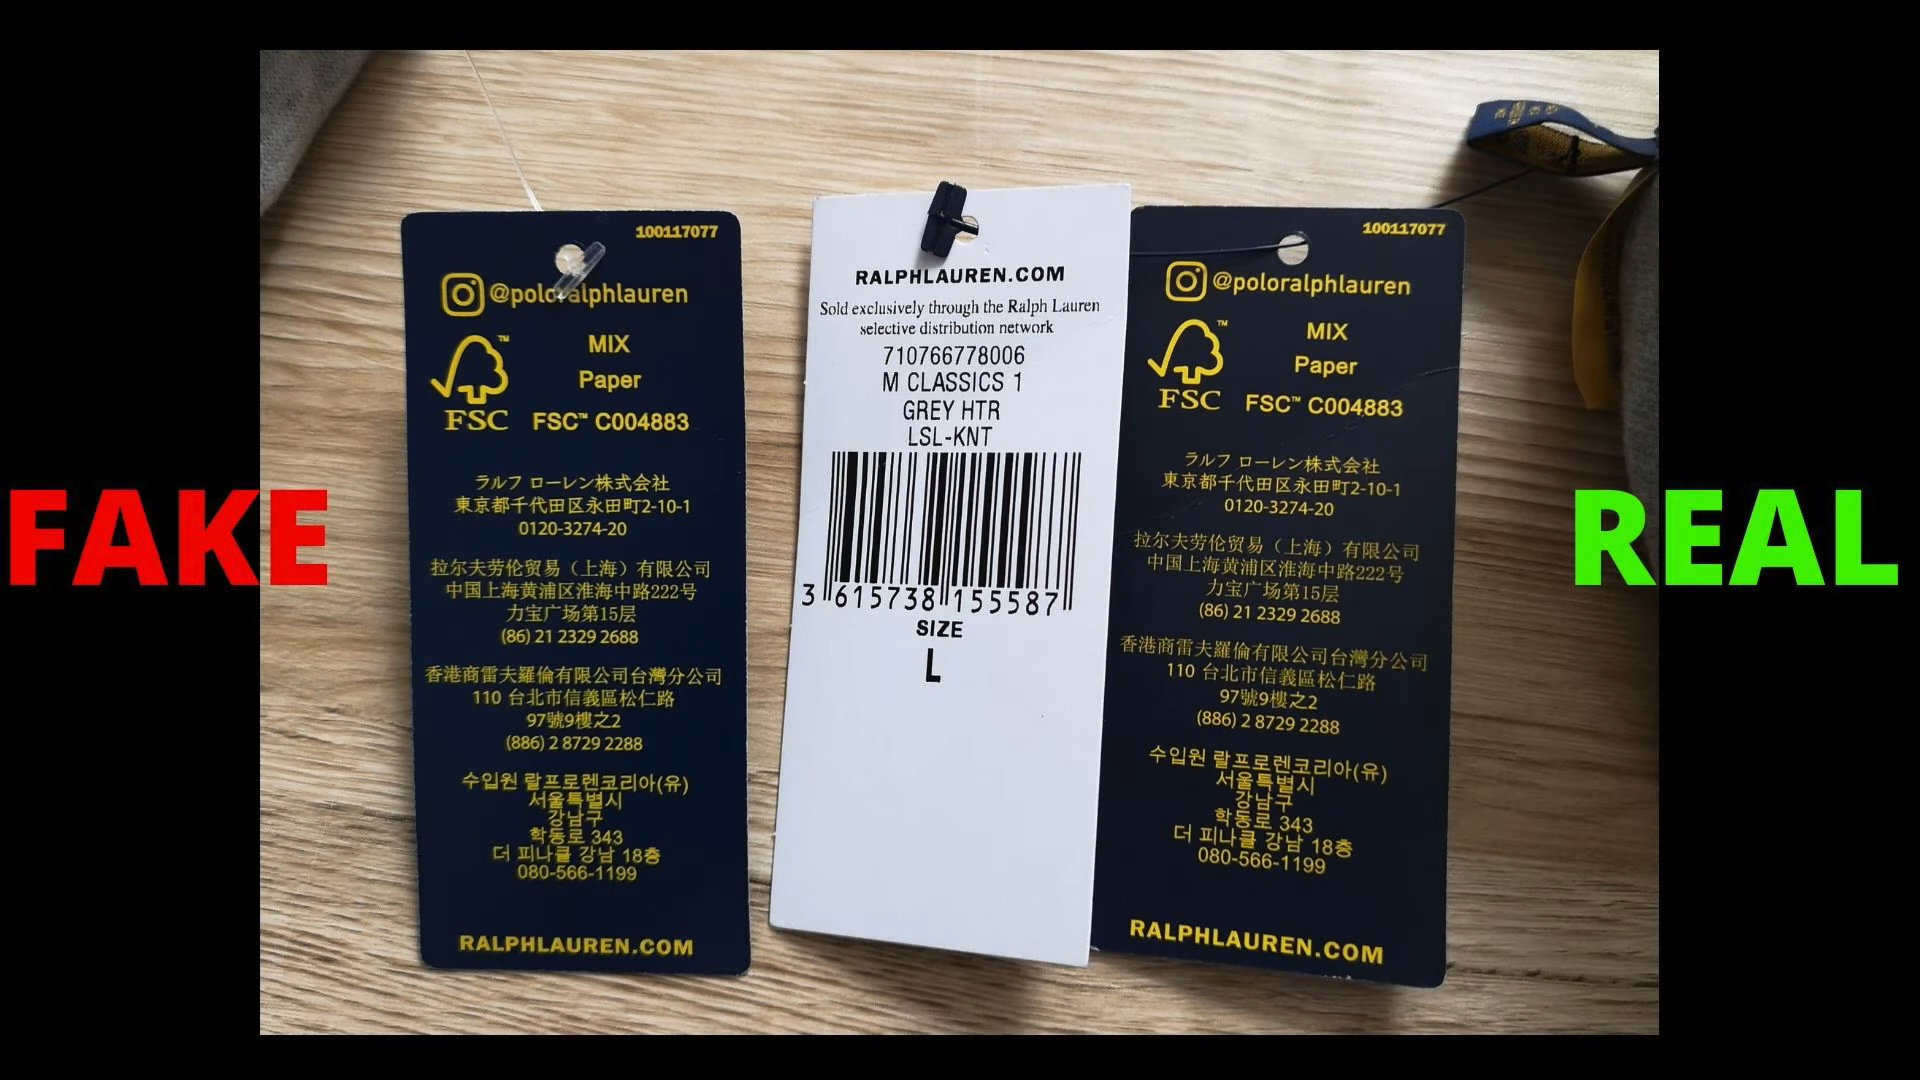 FAKE
100117077
@poloralphlauren
MIX
Paper
FSC
FSC™ C004883
ラルフ ローレン株式会社
東京都千代田区永田町2-10-1
0120-3274-20
拉尔夫劳伦贸易（上海）有限公司
中国上海黄浦区淮海中路222号
力宝广场第15层
(86) 21 2329 2688
香港商雷夫羅倫有限公司台灣分公司
110 台北市信義區松仁路
97號9樓之2
(886) 2 8729 2288
수입원 랄프로렌코리아(유)
서울특별시
강남구
학동로 343
더 피나클 강남 18층
080-566-1199
RALPHLAUREN.COM
RALPHLAUREN.COM
Sold exclusively through the Ralph Lauren
selective distribution network
710766778006
M CLASSICS 1
GREY HTR
LSL-KNT
3 615738 155587
SIZE
L
100117077
@poloralphlauren
MIX
Paper
FSC
FSC™ C004883
ラルフ ローレン株式会社
東京都千代田区永田町2-10-1
0120-3274-20
拉尔夫劳伦贸易（上海）有限公司
中国上海黄浦区淮海中路222号
力宝广场第15层
(86) 21 2329 2688
香港商雷夫羅倫有限公司台灣分公司
110 台北市信義區松仁路
97號9樓之2
(886) 2 8729 2288
수입원 랄프로렌코리아(유)
서울특별시
강남구
학동로 343
더 피나클 강남 18층
080-566-1199
RALPHLAUREN.COM
REAL